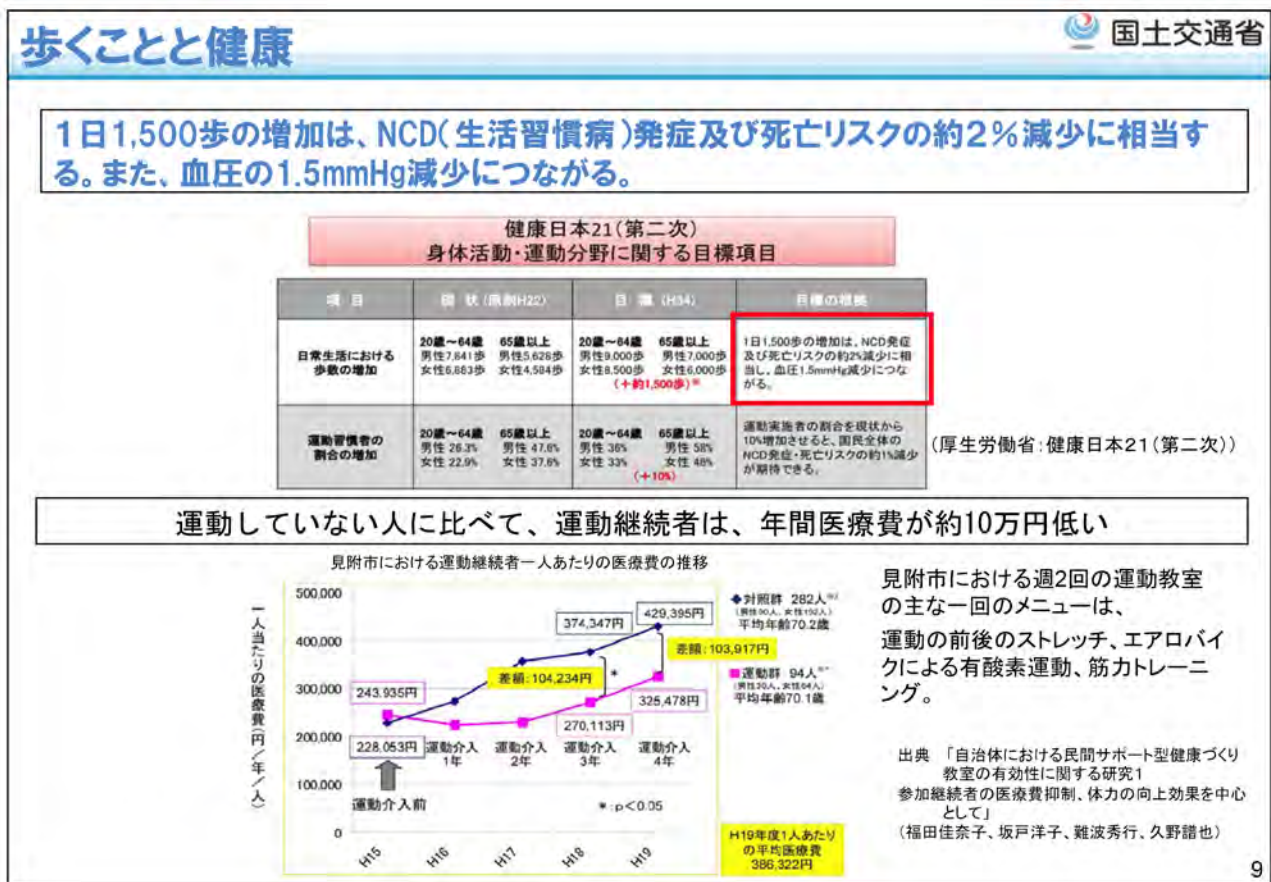 歩くことと健康
国土交通省
1日1,500歩の増加は、NCD(生活習慣病)発症及び死亡リスクの約2%減少に相当す
る。また、血圧の1.5mmHg減少につながる。
健康日本21(第二次)
身体活動・運動分野に関する目標項目
項 目
現 状 (原則H22)
目 標 (H34)
目標の根拠
日常生活における
歩数の増加
20歳～64歳 65歳以上
男性7,841歩 男性5,628歩
女性6,883歩 女性4,584歩
20歳～64歳 65歳以上
男性9,000歩 男性7,000歩
女性8,500歩 女性6,000歩
(+約1,500歩)※
1日1,500歩の増加は、NCD発症
及び死亡リスクの約2%減少に相
当し、血圧1.5mmHg減少につな
がる。
運動習慣者の
割合の増加
20歳～64歳 65歳以上
男性 26.3% 男性 47.6%
女性 22.9% 女性 37.6%
20歳～64歳 65歳以上
男性 36% 男性 58%
女性 33% 女性 48%
(+10%)
運動実施者の割合を現状から
10%増加させると、国民全体の
NCD発症・死亡リスクの約1%減少
が期待できる。
(厚生労働省:健康日本21(第二次))
運動していない人に比べて、運動継続者は、年間医療費が約10万円低い
見附市における運動継続者一人あたりの医療費の推移
一人当たりの医療費(円/年/人)
500,000
400,000
300,000
200,000
100,000
0
243,935円
228,053円
374,347円
429,395円
差額:104,234円
*
差額:103,917円
270,113円
325,478円
運動介入前
運動介入
1年
運動介入
2年
運動介入
3年
運動介入
4年
*:p<0.05
H15
H16
H17
H18
H19
対照群 282人
平均年齢70.2歳
運動群 94人
(男性30人、女性64人)
平均年齢70.1歳
H19年度1人あたり
の平均医療費
386,322円
見附市における週2回の運動教室
の主な一回のメニューは、
運動の前後のストレッチ、エアロバイ
クによる有酸素運動、筋力トレーニ
ング。
出典 「自治体における民間サポート型健康づくり
教室の有効性に関する研究1
参加継続者の医療費抑制、体力の向上効果を中心
として」
(福田佳奈子、坂戸洋子、難波秀行、久野譜也)
9